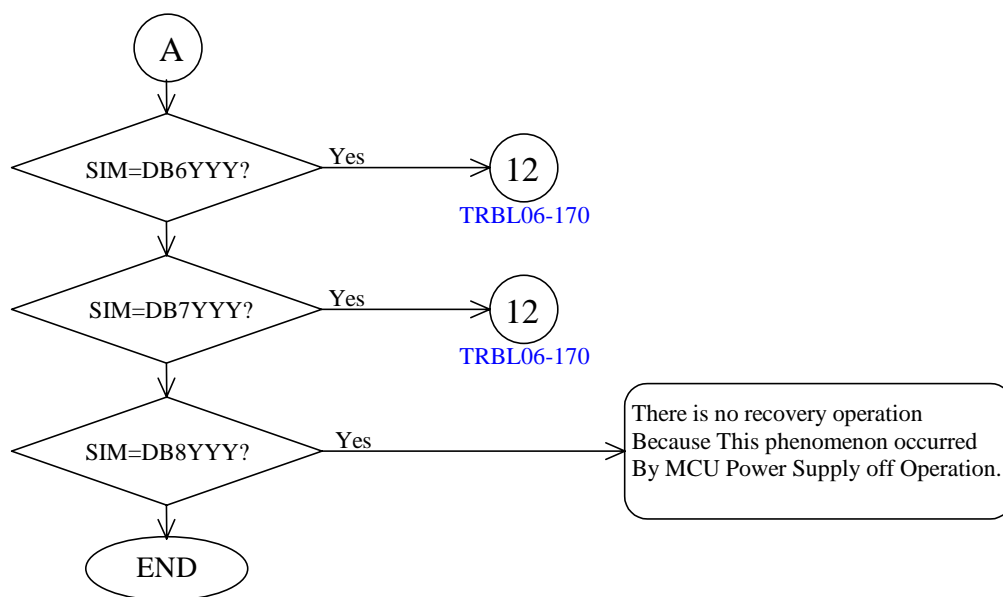 A
SIM=DB6YYY?
Yes
12
TRBL06-170
SIM=DB7YYY?
Yes
12
TRBL06-170
SIM=DB8YYY?
Yes
There is no recovery operation
Because This phenomenon occurred
By MCU Power Supply off Operation.
END